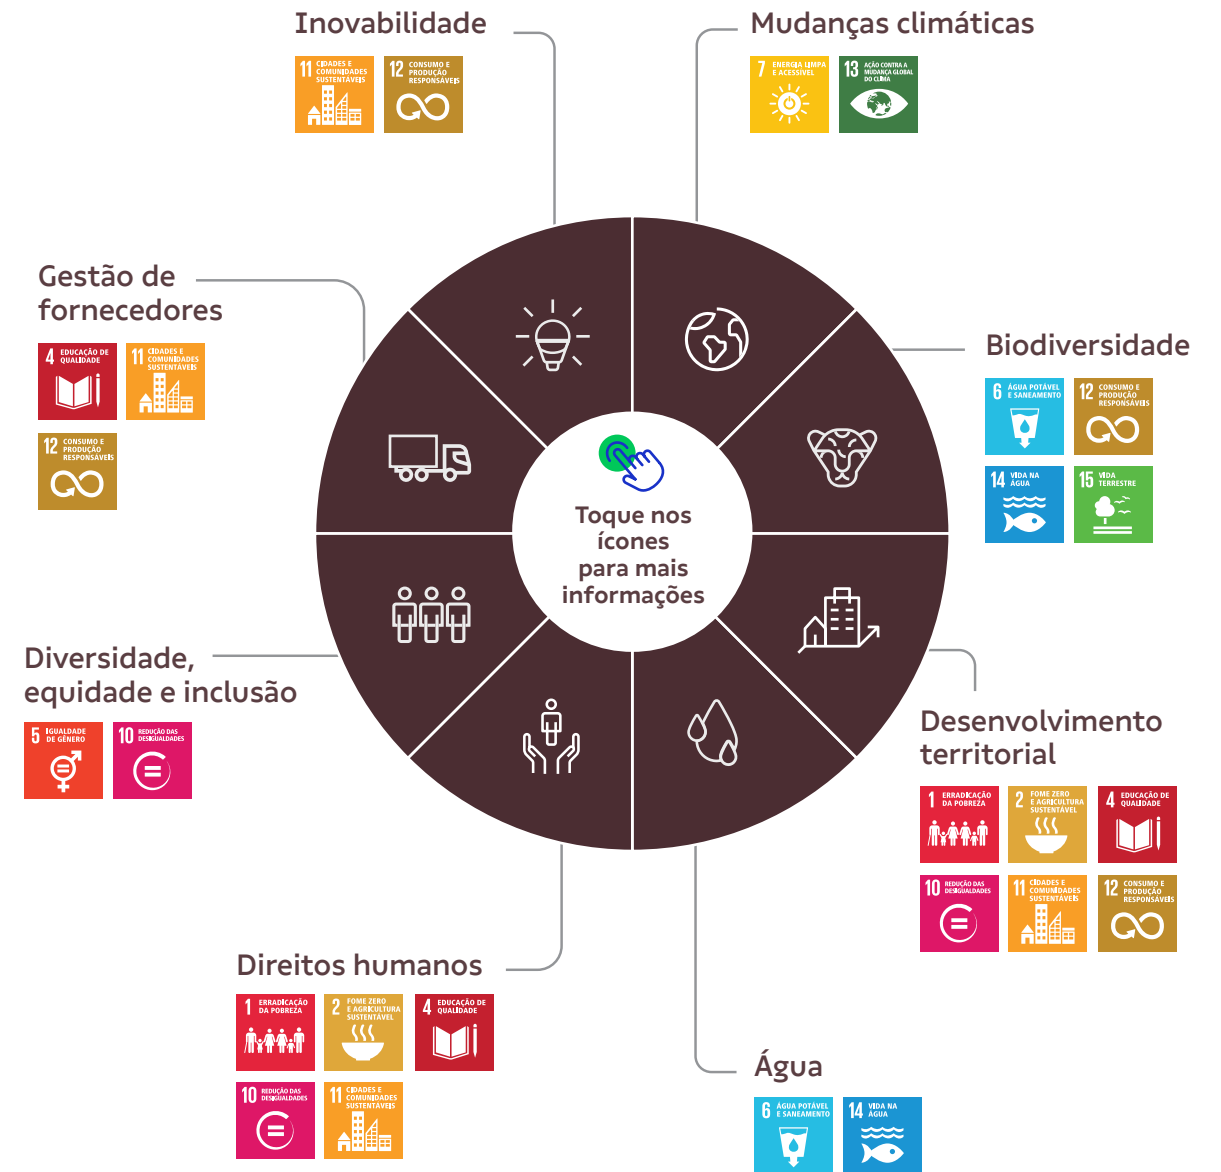 Inovabilidade
11 CIDADES E
COMUNIDADES
SUSTENTÁVEIS
12 CONSUMO E
PRODUÇÃO
RESPONSÁVEIS
Mudanças climáticas
7 ENERGIA LIMPA
E ACESSÍVEL
13 AÇÃO CONTRA A
MUDANÇA GLOBAL
DO CLIMA
Gestão de
fornecedores
4 EDUCAÇÃO DE
QUALIDADE
11 CIDADES E
COMUNIDADES
SUSTENTÁVEIS
12 CONSUMO E
PRODUÇÃO
RESPONSÁVEIS
Biodiversidade
6 ÁGUA POTÁVEL
E SANEAMENTO
12 CONSUMO E
PRODUÇÃO
RESPONSÁVEIS
14 VIDA NA
ÁGUA
15 VIDA
TERRESTRE
Toque nos
ícones
para mais
informações
Diversidade,
equidade e inclusão
5 IGUALDADE
DE GÊNERO
10 REDUÇÃO DAS
DESIGUALDADES
Desenvolvimento
territorial
1 ERRADICAÇÃO
DA POBREZA
2 FOME ZERO
E AGRICULTURA
SUSTENTÁVEL
4 EDUCAÇÃO DE
QUALIDADE
10 REDUÇÃO DAS
DESIGUALDADES
11 CIDADES E
COMUNIDADES
SUSTENTÁVEIS
12 CONSUMO E
PRODUÇÃO
RESPONSÁVEIS
Direitos humanos
1 ERRADICAÇÃO
DA POBREZA
2 FOME ZERO
E AGRICULTURA
SUSTENTÁVEL
4 EDUCAÇÃO DE
QUALIDADE
10 REDUÇÃO DAS
DESIGUALDADES
11 CIDADES E
COMUNIDADES
SUSTENTÁVEIS
Água
6 ÁGUA POTÁVEL
E SANEAMENTO
14 VIDA NA
ÁGUA